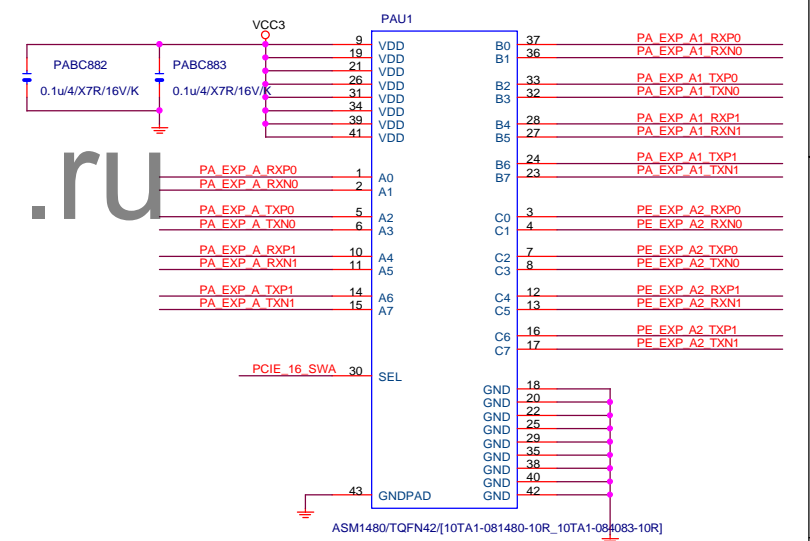 PAU1
VCC3
9 VDD B0 37 PA_EXP_A1_RXP0
19 VDD B1 36 PA_EXP_A1_RXN0
21 VDD
PABC882 PABC883 26 VDD B2 33 PA_EXP_A1_TXP0
0.1u/4/X7R/16V/K 0.1u/4/X7R/16V/K 31 VDD B3 32 PA_EXP_A1_TXN0
34 VDD
39 VDD B4 28 PA_EXP_A1_RXP1
41 VDD B5 27 PA_EXP_A1_RXN1
.ru
B6 24 PA_EXP_A1_TXP1
PA_EXP_A_RXP0 1 A0 B7 23 PA_EXP_A1_TXN1
PA_EXP_A_RXN0 2 A1
PA_EXP_A_TXP0 5 A2 C0 3 PE_EXP_A2_RXP0
PA_EXP_A_TXN0 6 A3 C1 4 PE_EXP_A2_RXN0
PA_EXP_A_RXP1 10 A4 C2 7 PE_EXP_A2_TXP0
PA_EXP_A_RXN1 11 A5 C3 8 PE_EXP_A2_TXN0
PA_EXP_A_TXP1 14 A6 C4 12 PE_EXP_A2_RXP1
PA_EXP_A_TXN1 15 A7 C5 13 PE_EXP_A2_RXN1
C6 16 PE_EXP_A2_TXP1
C7 17 PE_EXP_A2_TXN1
PCIE_16_SWA 30 SEL
GND 18
GND 20
GND 22
GND 25
GND 29
GND 35
GND 38
GND 40
43 GNDPAD GND 42
ASM1480/TQFN42/[10TA1-081480-10R_10TA1-084083-10R]